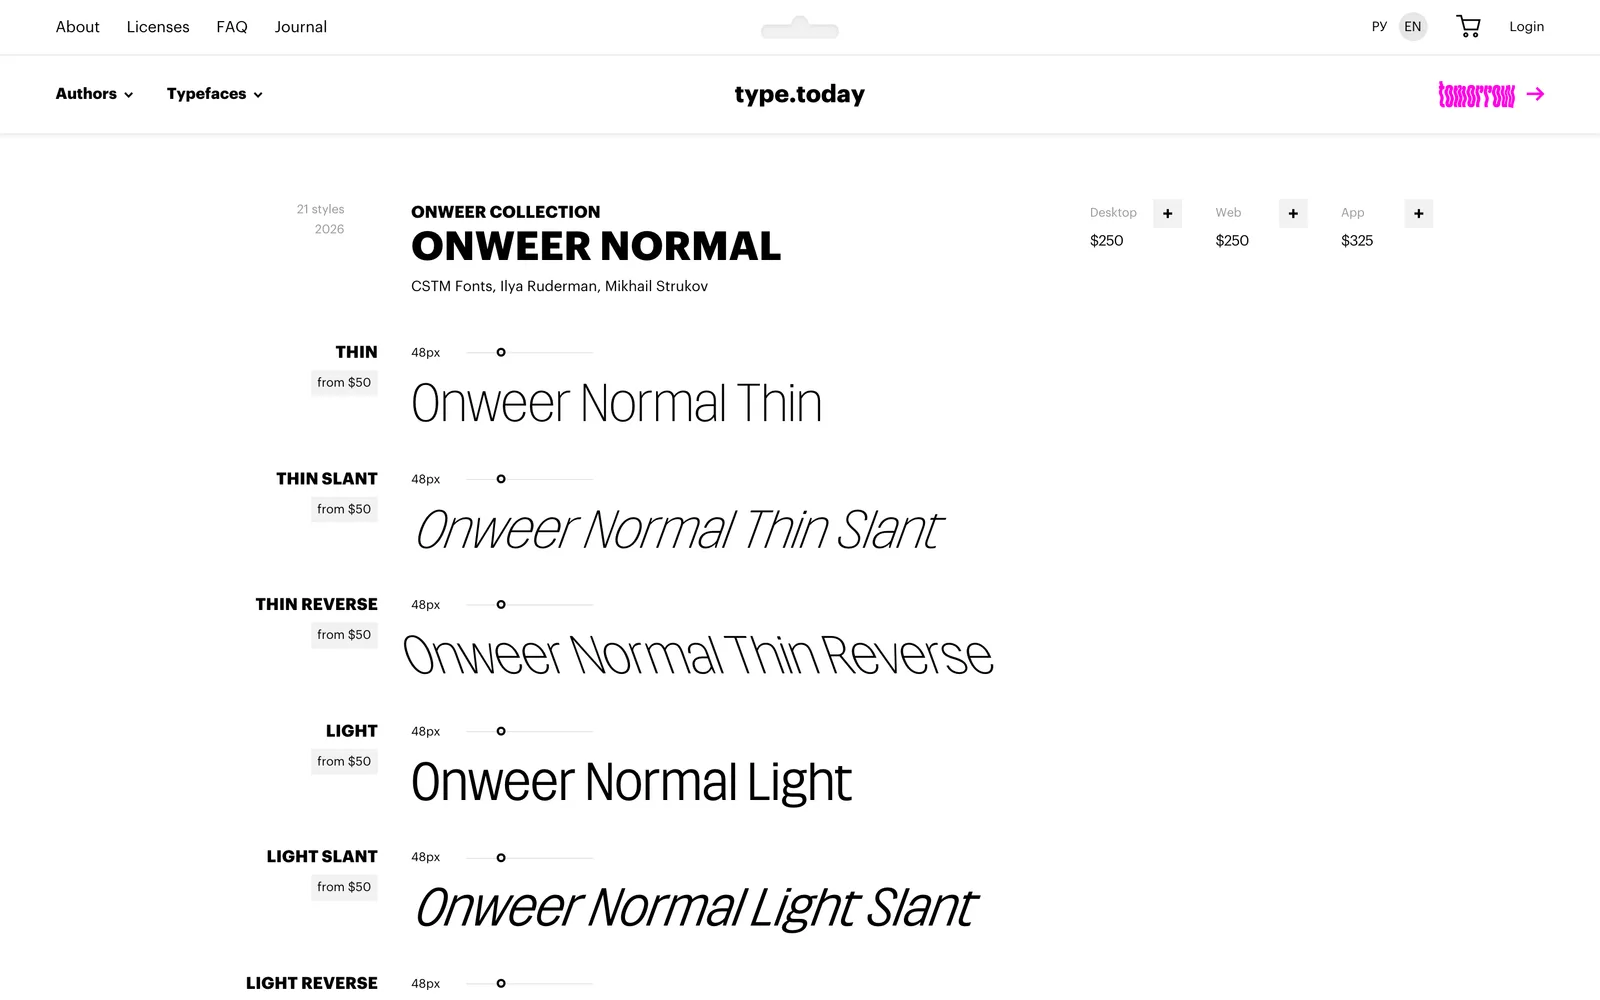 About Licenses FAQ Journal
РУ EN Login
Authors Typefaces
type.today
tomorrow →
21 styles
2026
ONWEER COLLECTION
ONWEER NORMAL
CSTM Fonts, Ilya Ruderman, Mikhail Strukov
Desktop + Web + App +
$250 $250 $325
THIN 48px
from $50
Onweer Normal Thin
THIN SLANT 48px
from $50
Onweer Normal Thin Slant
THIN REVERSE 48px
from $50
Onweer Normal Thin Reverse
LIGHT 48px
from $50
Onweer Normal Light
LIGHT SLANT 48px
from $50
Onweer Normal Light Slant
LIGHT REVERSE 48px